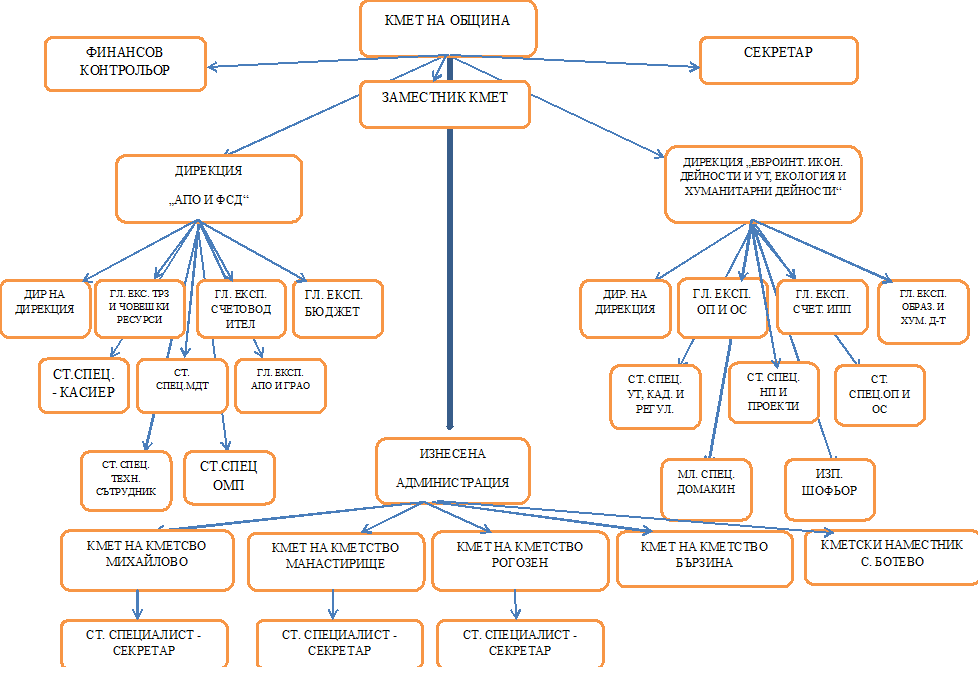 КМЕТ НА ОБЩИНА
ФИНАНСОВ
КОНТРОЛЬОР
СЕКРЕТАР
ЗАМЕСТНИК КМЕТ
ДИРЕКЦИЯ
„АПО И ФСД“
ДИРЕКЦИЯ „ЕВРОИНТ. ИКОН.
ДЕЙНОСТИ И УТ, ЕКОЛОГИЯ И
ХУМАНИТАРНИ ДЕЙНОСТИ“
ДИР НА
ДИРЕКЦИЯ
ГЛ. ЕКС. ТРЗ
И ЧОВЕШКИ
РЕСУРСИ
ГЛ. ЕКСП.
СЧЕТОВОД
ИТЕЛ
ГЛ. ЕКСП.
БЮДЖЕТ
ДИР. НА
ДИРЕКЦИЯ
ГЛ. ЕКСП.
ОП И ОС
ГЛ. ЕКСП.
СЧЕТ. ИПП
ГЛ. ЕКСП.
ОБРАЗ. И
ХУМ. Д-Т
СТ.СПЕЦ.
- КАСИЕР
СТ.
СПЕЦ.МДТ
ГЛ. ЕКСП.
АПО И ГРАО
СТ. СПЕЦ.
УТ, КАД. И
РЕГУЛ.
СТ. СПЕЦ.
НП И
ПРОЕКТИ
СТ.
СПЕЦ.ОП И
ОС
СТ. СПЕЦ.
ТЕХН.
СЪТРУДНИК
СТ.СПЕЦ
ОМП
ИЗНЕСЕНА
АДМИНИСТРАЦИЯ
МЛ. СПЕЦ.
ДОМАКИН
ИЗП.
ШОФЬОР
КМЕТ НА КМЕТСВО
МИХАЙЛОВО
КМЕТ НА КМЕТСТВО
МАНАСТИРИЩЕ
КМЕТ НА КМЕТСТВО
РОГОЗЕН
КМЕТ НА КМЕТСТВО
БЪРЗИНА
КМЕТСКИ НАМЕСТНИК
С. БОТЕВО
СТ. СПЕЦИАЛИСТ -
СЕКРЕТАР
СТ. СПЕЦИАЛИСТ -
СЕКРЕТАР
СТ. СПЕЦИАЛИСТ -
СЕКРЕТАР